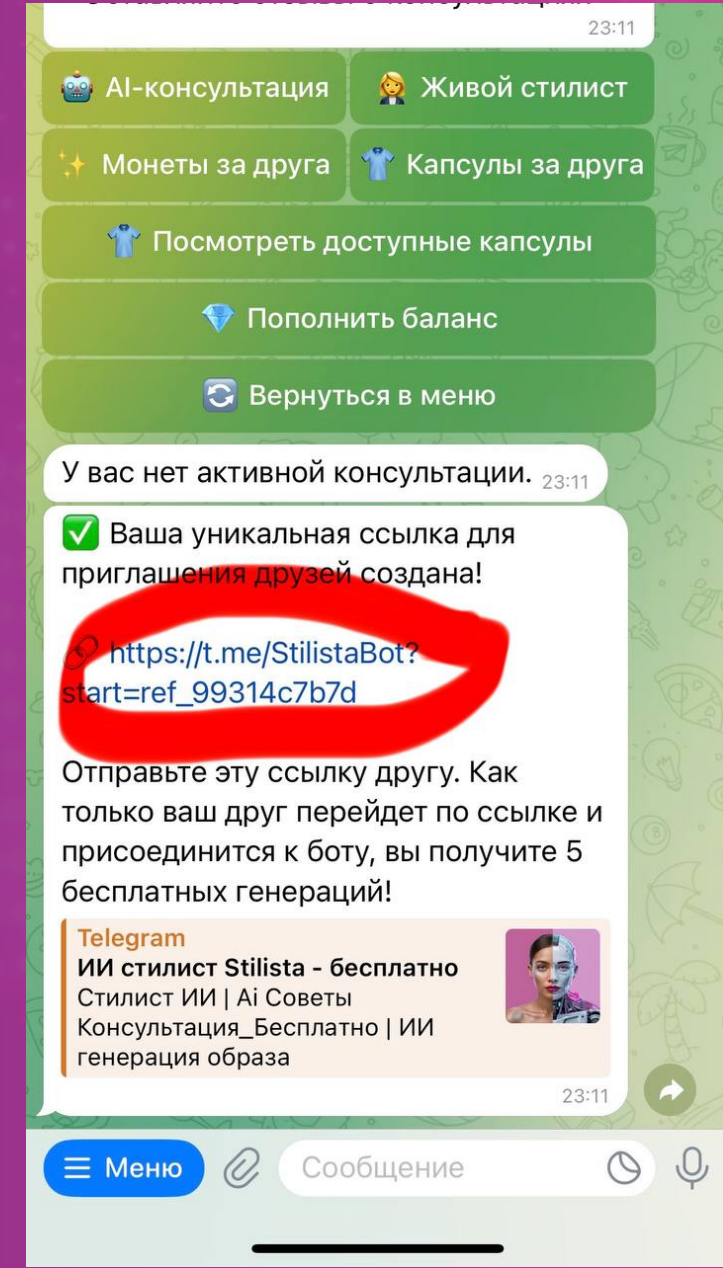 23:11
AI-консультация
Живой стилист
Монеты за друга
Капсулы за друга
Посмотреть доступные капсулы
Пополнить баланс
Вернуться в меню
У вас нет активной консультации. 23:11
Ваша уникальная ссылка для
приглашения друзей создана!
https://t.me/StilistaBot?
start=ref_99314c7b7d
Отправьте эту ссылку другу. Как
только ваш друг перейдет по ссылке и
присоединится к боту, вы получите 5
бесплатных генераций!
Telegram
ИИ стилист Stilista - бесплатно
Стилист ИИ | Ai Советы
Консультация_Бесплатно | ИИ
генерация образа
23:11
Меню
Сообщение